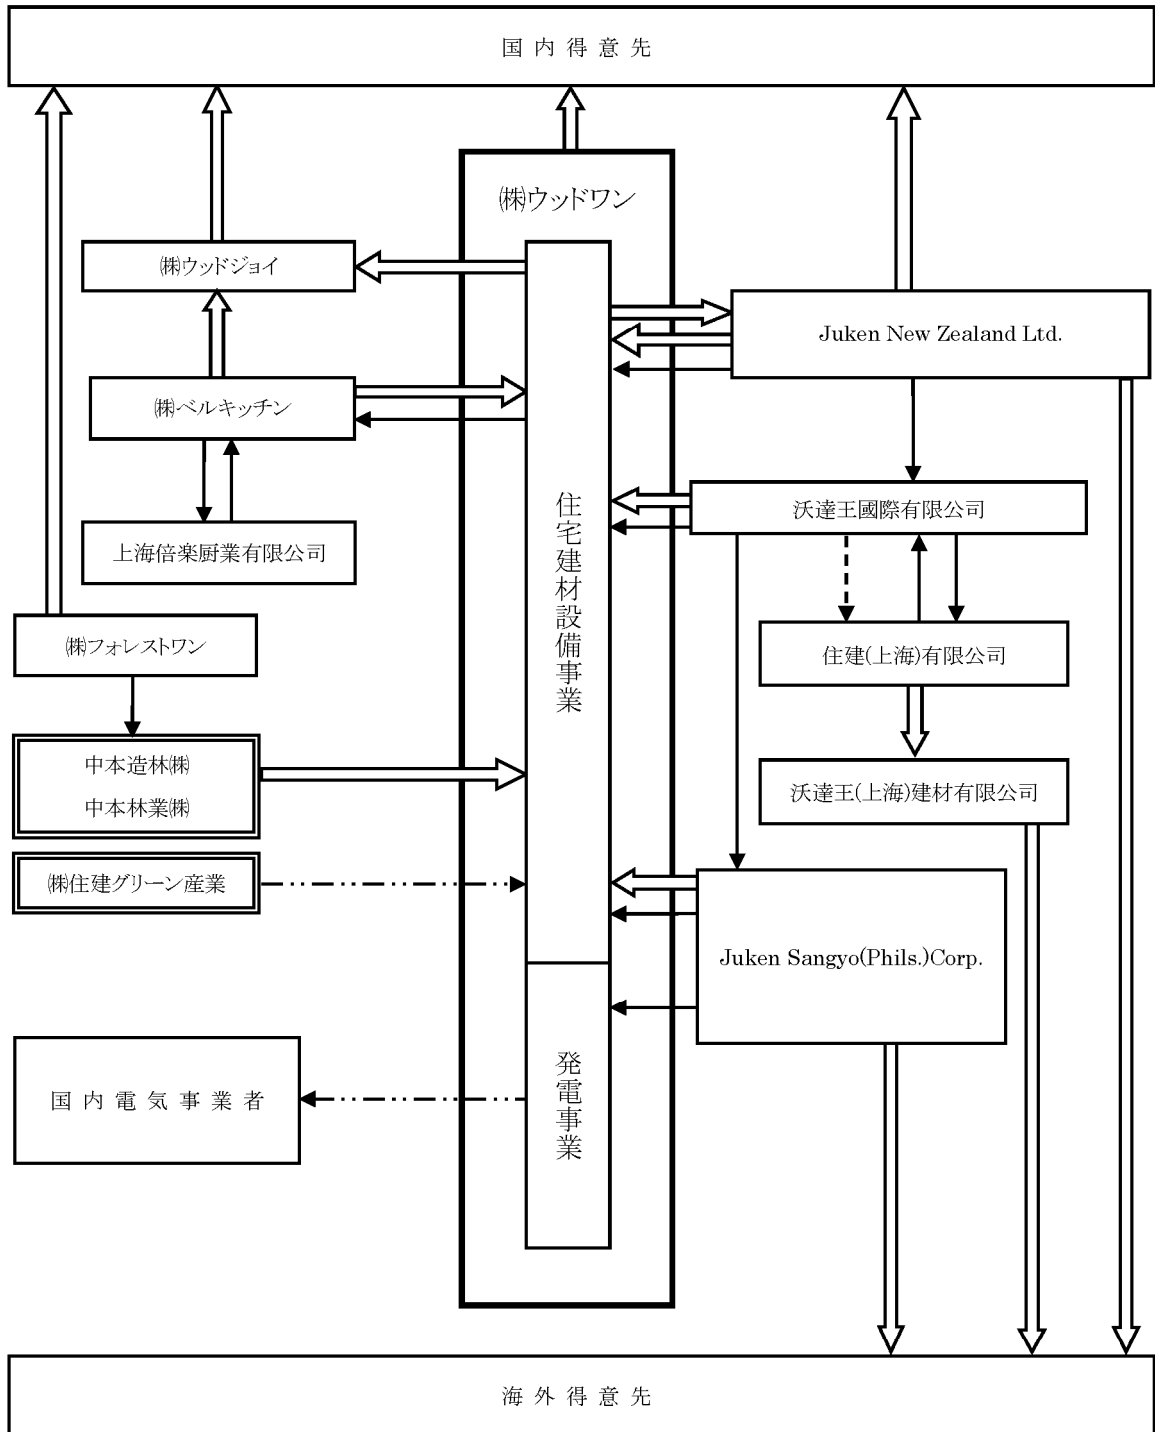 国内得意先
㈱ウッドワン
㈱ウッドジョイ
Juken New Zealand Ltd.
㈱ベルキッチン
住宅建材設備事業
沃達王國際有限公司
上海倍楽厨業有限公司
㈱フォレストワン
住建(上海)有限公司
中本造林㈱
中本林業㈱
沃達王(上海)建材有限公司
㈱住建グリーン産業
Juken Sangyo(Phils.)Corp.
発電事業
国内電気事業者
海外得意先